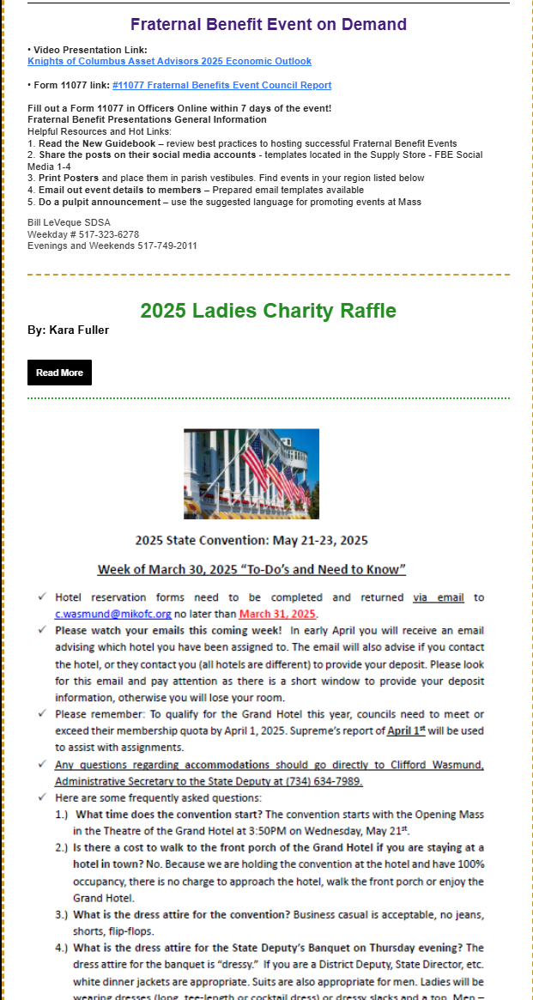 Fraternal Benefit Event on Demand
• Video Presentation Link:
Knights of Columbus Asset Advisors 2025 Economic Outlook
• Form 11077 link: #11077 Fraternal Benefits Event Council Report
Fill out a Form 11077 in Officers Online within 7 days of the event!
Fraternal Benefit Presentations General Information
Helpful Resources and Hot Links:
1. Read the New Guidebook – review best practices to hosting successful Fraternal Benefit Events
2. Share the posts on their social media accounts - templates located in the Supply Store - FBE Social
Media 1-4
3. Print Posters and place them in parish vestibules. Find events in your region listed below
4. Email out event details to members – Prepared email templates available
5. Do a pulpit announcement – use the suggested language for promoting events at Mass
Bill LeVeque SDSA
Weekday # 517-323-6278
Evenings and Weekends 517-749-2011
2025 Ladies Charity Raffle
By: Kara Fuller
Read More
2025 State Convention: May 21-23, 2025
Week of March 30, 2025 “To-Do’s and Need to Know”
✓ Hotel reservation forms need to be completed and returned via email to
c.wasmund@mikofc.org no later than March 31, 2025.
✓ Please watch your emails this coming week! In early April you will receive an email
advising which hotel you have been assigned to. The email will also advise if you contact
the hotel, or they contact you (all hotels are different) to provide your deposit. Please look
for this email and pay attention as there is a short window to provide your deposit
information, otherwise you will lose your room.
✓ Please remember: To qualify for the Grand Hotel this year, councils need to meet or
exceed their membership quota by April 1, 2025. Supreme’s report of April 1st will be used
to assist with assignments.
✓ Any questions regarding accommodations should go directly to Clifford Wasmund,
Administrative Secretary to the State Deputy at (734) 634-7989.
✓ Here are some frequently asked questions:
1.) What time does the convention start? The convention starts with the Opening Mass
in the Theatre of the Grand Hotel at 3:50PM on Wednesday, May 21st.
2.) Is there a cost to walk to the front porch of the Grand Hotel if you are staying at a
hotel in town? No. Because we are holding the convention at the hotel and have 100%
occupancy, there is no charge to approach the hotel, walk the front porch or enjoy the
Grand Hotel.
3.) What is the dress attire for the convention? Business casual is acceptable, no jeans,
shorts, flip-flops.
4.) What is the dress attire for the State Deputy’s Banquet on Thursday evening? The
dress attire for the banquet is “dressy.” If you are a District Deputy, State Director, etc.
white dinner jackets are appropriate. Suits are also appropriate for men. Ladies will be
wearing dresses (long, tee-length or cocktail dress) or dressy slacks and a top. Men –